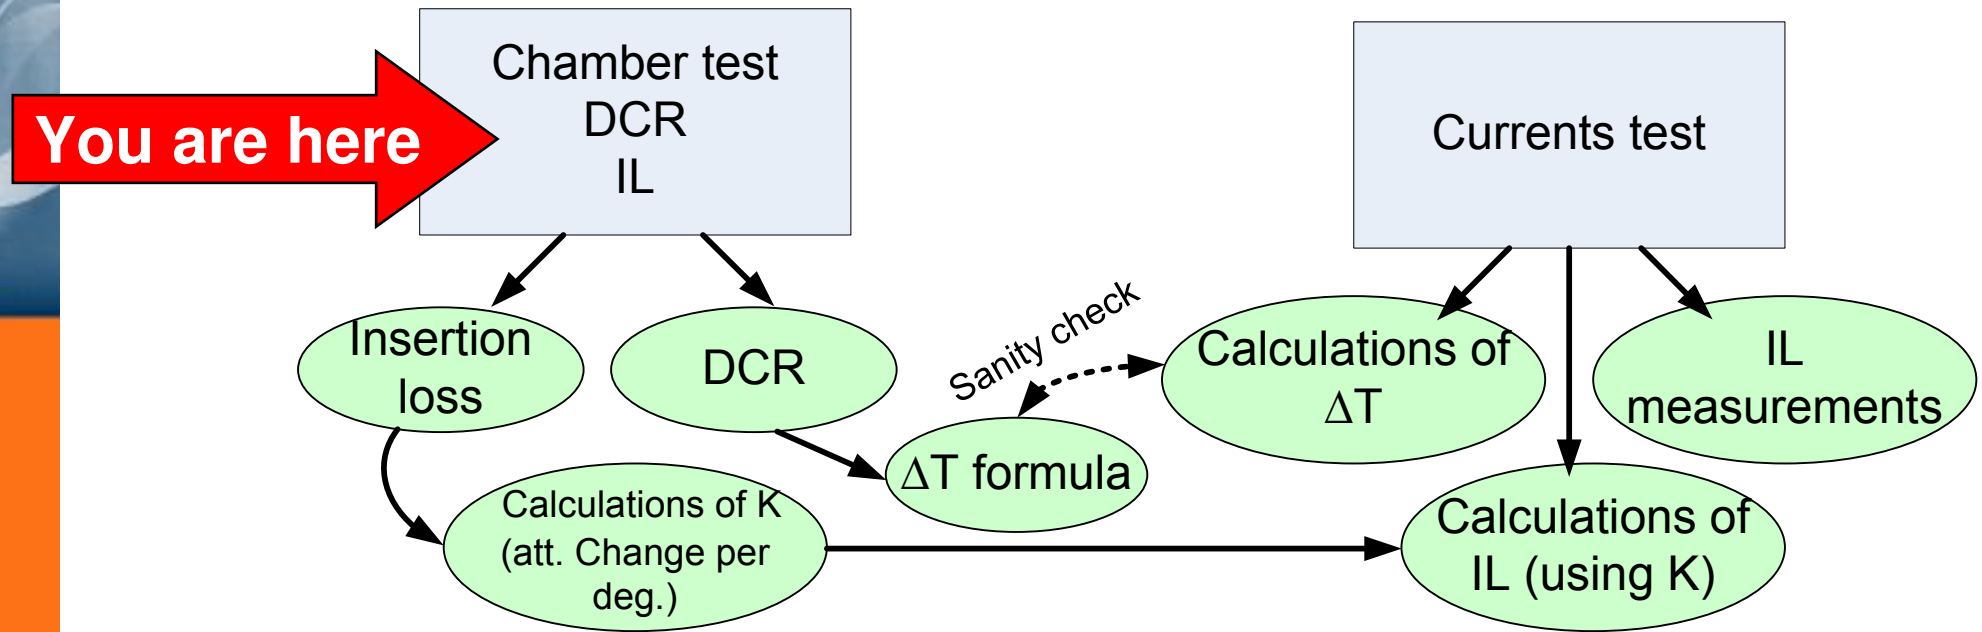 You are here
Chamber test
DCR
IL
Currents test
Insertion
loss
DCR
Sanity check
Calculations of
ΔT
IL
measurements
ΔT formula
Calculations of K
(att. Change per
deg.)
Calculations of
IL (using K)